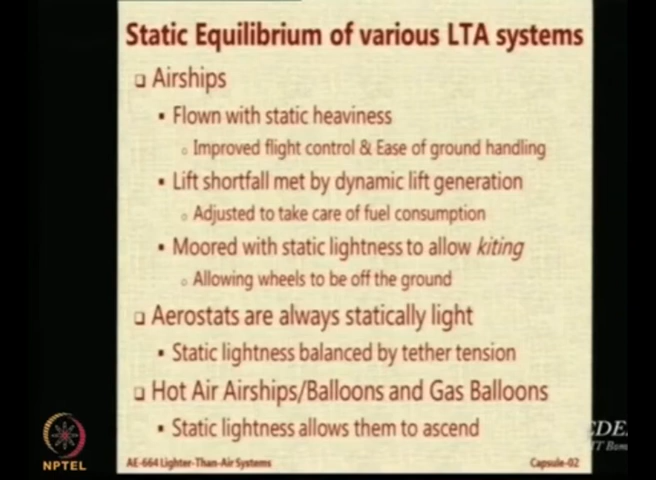 Static Equilibrium of various LTA systems
Airships
Flown with static heaviness
Improved flight control & Ease of ground handling
Lift shortfall met by dynamic lift generation
Adjusted to take care of fuel consumption
Moored with static lightness to allow kiting
Allowing wheels to be off the ground
Aerostats are always statically light
Static lightness balanced by tether tension
Hot Air Airships/Balloons and Gas Balloons
Static lightness allows them to ascend
NPTEL
AE-664 Lighter-Than-Air Systems
Capsule-02